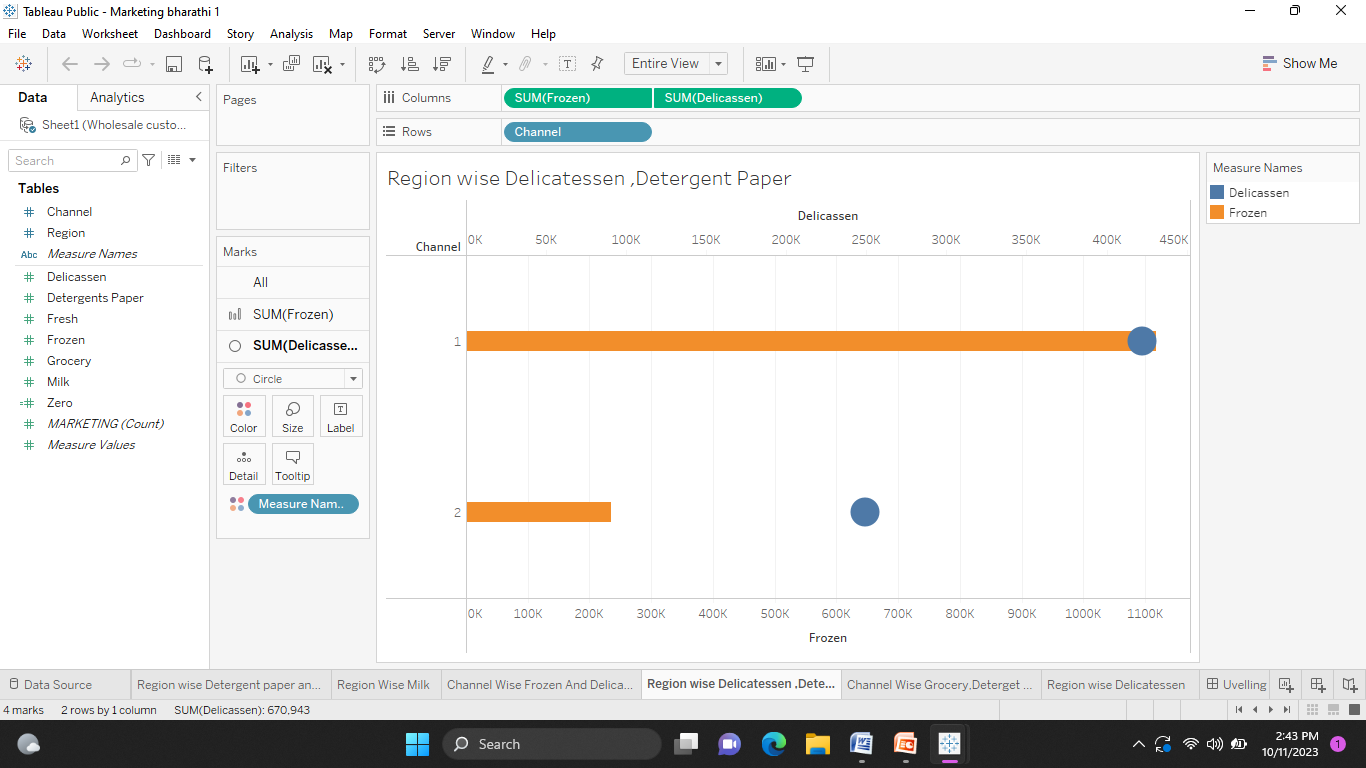 Tableau Public - Marketing bharathi 1
File Data Worksheet Dashboard Story Analysis Map Format Server Window Help
Entire View
Show Me
Data Analytics
Sheet1 (Wholesale custo...
Search
Tables
Channel
Region
Abc Measure Names
Delicassen
Detergents Paper
Fresh
Frozen
Grocery
Milk
Zero
MARKETING (Count)
Measure Values
Pages
Filters
Marks
All
SUM(Frozen)
SUM(Delicasse...
Circle
Color Size Label
Detail Tooltip
Measure Nam..
Columns SUM(Frozen) SUM(Delicassen)
Rows Channel
Region wise Delicatessen ,Detergent Paper
Delicassen
Channel 0K 50K 100K 150K 200K 250K 300K 350K 400K 450K
1
2
0K 100K 200K 300K 400K 500K 600K 700K 800K 900K 1000K 1100K
Frozen
Measure Names
Delicassen
Frozen
Data Source Region wise Detergent paper an... Region Wise Milk Channel Wise Frozen And Delica... Region wise Delicatessen ,Dete... Channel Wise Grocery,Deterget ... Region wise Delicatessen Uvelling
4 marks 2 rows by 1 column SUM(Delicassen): 670,943
Search
2:43 PM
10/11/2023
1